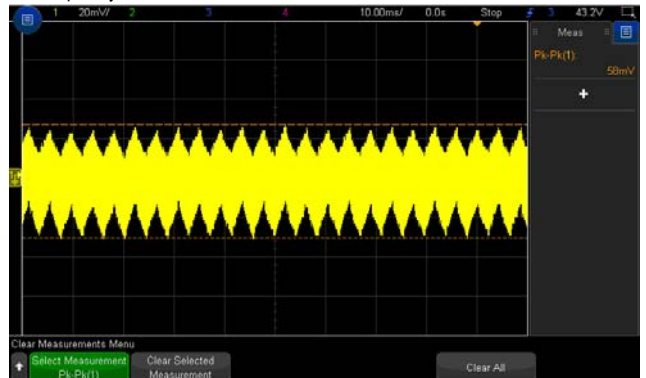 1 20mV/ 2 3 4 10.00ms/ 0.0s Stop 3 43.2V
Meas
Pk-Pk(1):
58mV
+
Clear Measurements Menu
Select Measurement
Pk-Pk(1)
Clear Selected
Measurement
Clear All